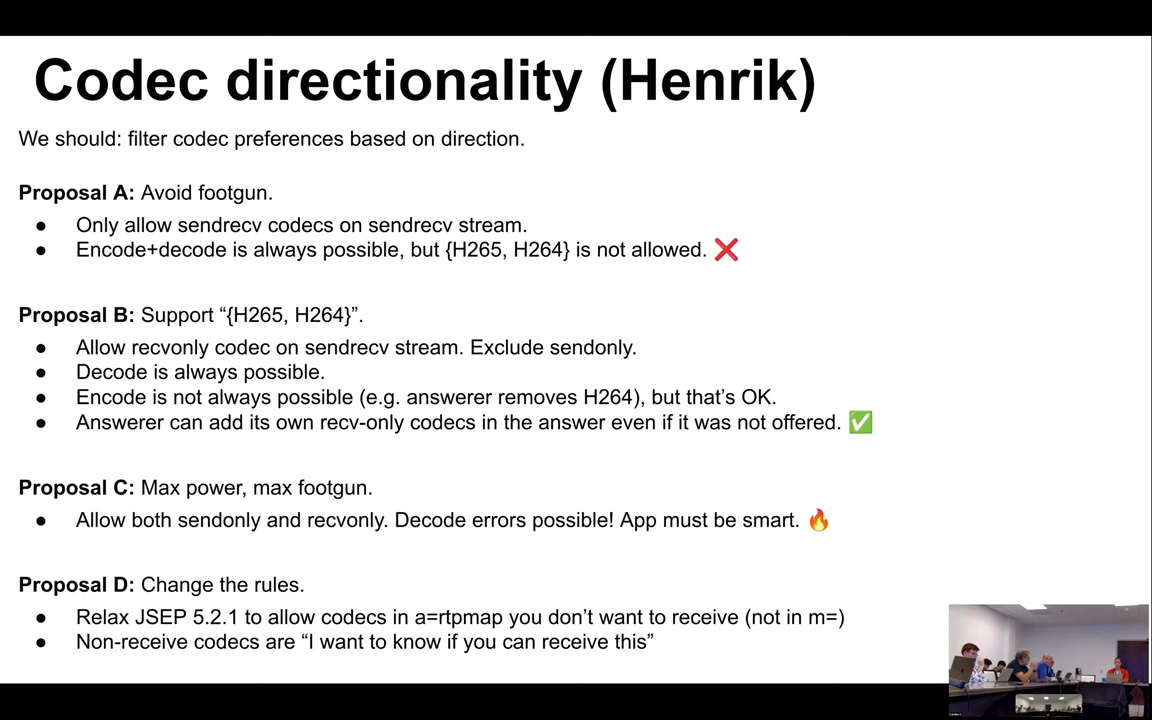 Codec directionality (Henrik)
We should: filter codec preferences based on direction.
Proposal A: Avoid footgun.
● Only allow sendrecv codecs on sendrecv stream.
● Encode+decode is always possible, but {H265, H264} is not allowed. ❌
Proposal B: Support “{H265, H264}”.
● Allow recvonly codec on sendrecv stream. Exclude sendonly.
● Decode is always possible.
● Encode is not always possible (e.g. answerer removes H264), but that’s OK.
● Answerer can add its own recv-only codecs in the answer even if it was not offered. ✅
Proposal C: Max power, max footgun.
● Allow both sendonly and recvonly. Decode errors possible! App must be smart. 🔥
Proposal D: Change the rules.
● Relax JSEP 5.2.1 to allow codecs in a=rtpmap you don’t want to receive (not in m=)
● Non-receive codecs are “I want to know if you can receive this”